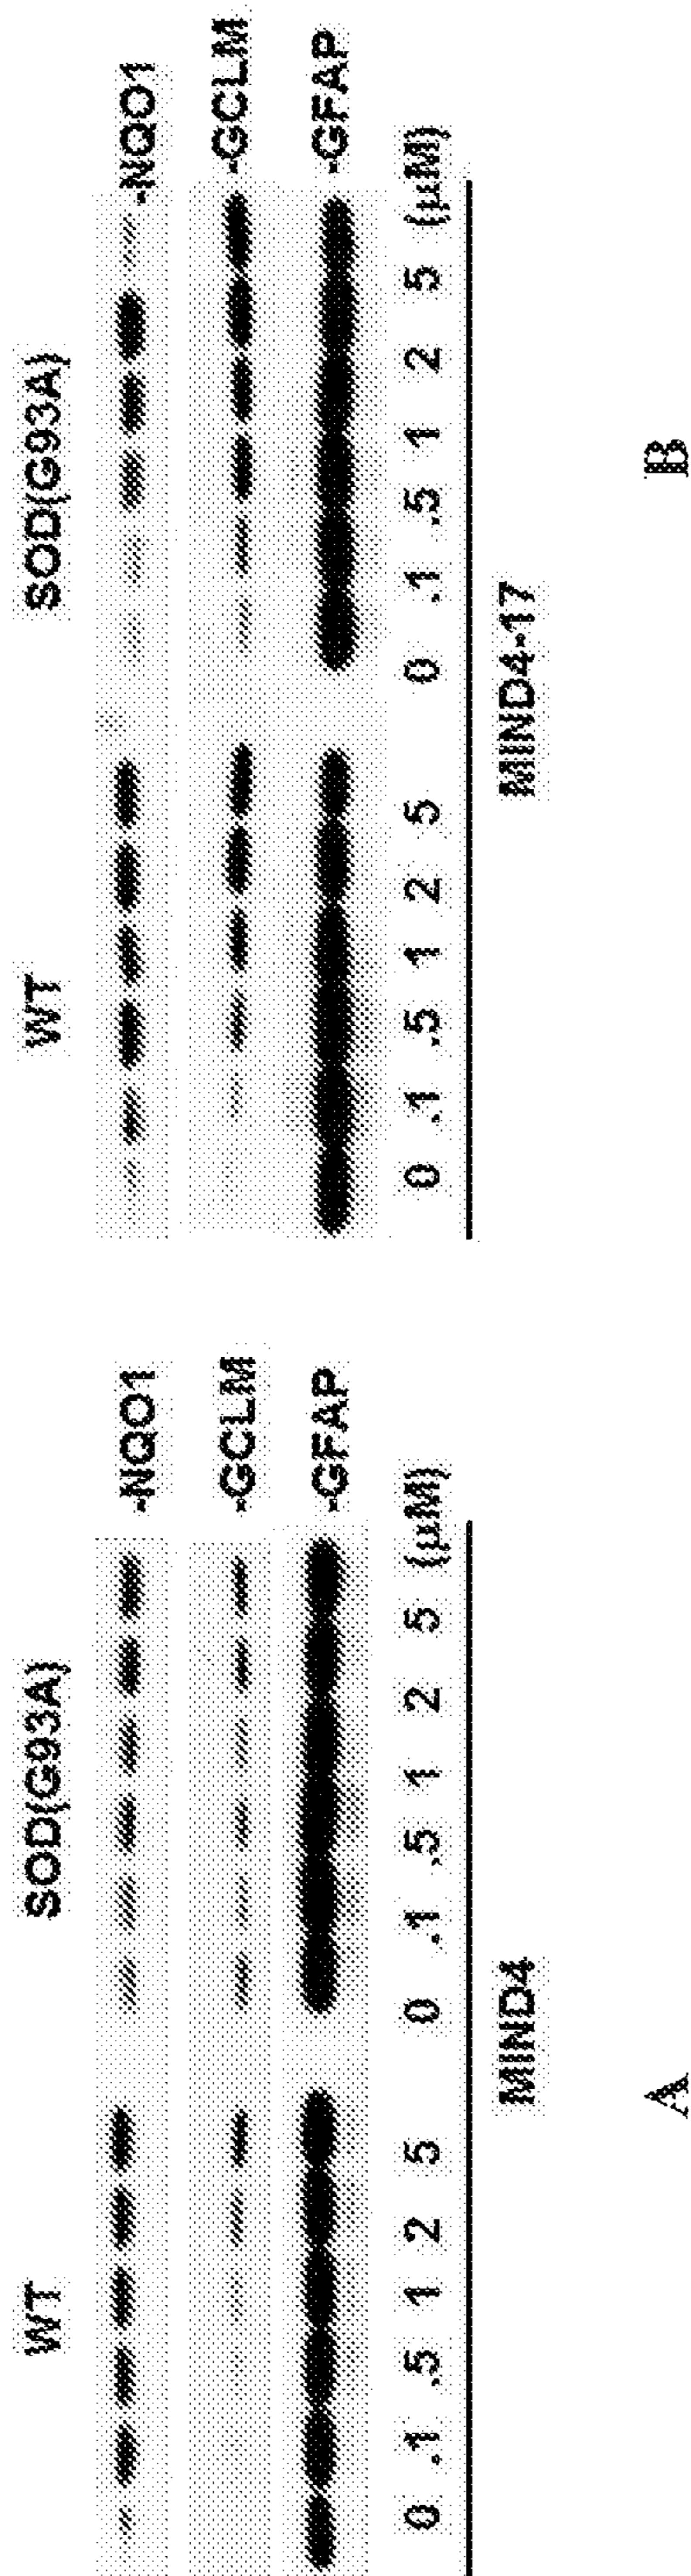 WT SOD(G93A)
-NQO1
-GCLM
-GFAP
0 .1 .5 1 2 5 0 .1 .5 1 2 5 (µM)
MIND4
A
WT SOD(G93A)
-NQO1
-GCLM
-GFAP
0 .1 .5 1 2 5 0 .1 .5 1 2 5 (µM)
MIND4-17
B